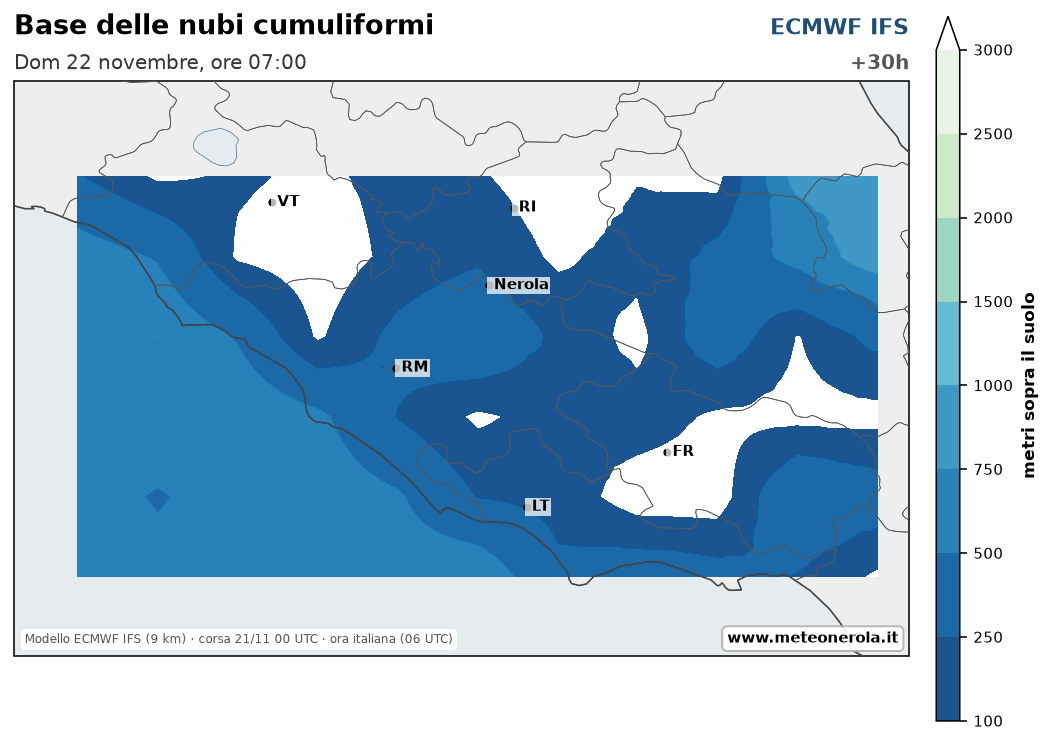 Base delle nubi cumuliformi
ECMWF IFS
Dom 22 novembre, ore 07:00
+30h
VT
RI
Nerola
RM
FR
LT
3000
2500
2000
1500
1000
750
500
250
100
metri sopra il suolo
Modello ECMWF IFS (9 km) · corsa 21/11 00 UTC · ora italiana (06 UTC)
www.meteonerola.it